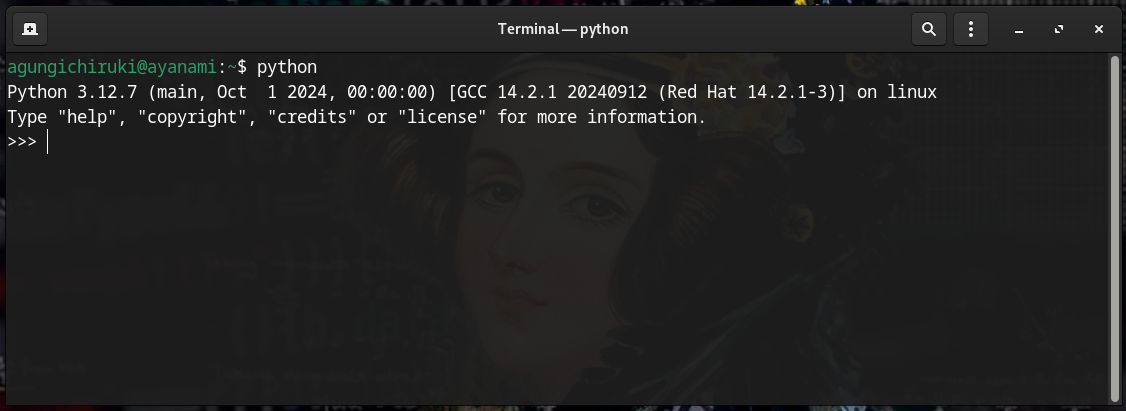 Terminal — python
agungichiruki@ayanami:~$ python
Python 3.12.7 (main, Oct  1 2024, 00:00:00) [GCC 14.2.1 20240912 (Red Hat 14.2.1-3)] on linux
Type "help", "copyright", "credits" or "license" for more information.
>>>